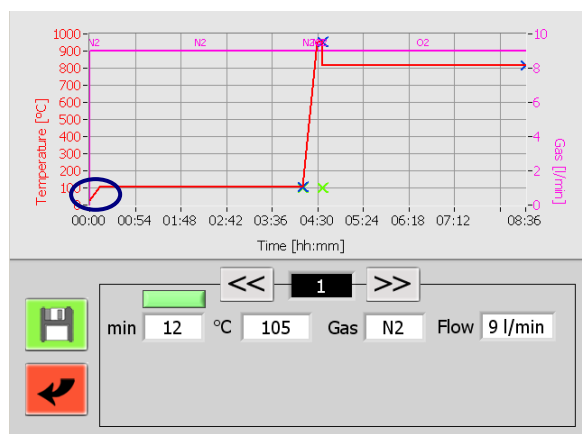 1000
900
800
700
600
500
400
300
200
100
0
Temperature [°C]
N2 N2 N2 O2
10
8
6
4
2
0
Gas [l/min]
00:00 00:54 01:48 02:42 03:36 04:30 05:24 06:18 07:12 08:36
Time [hh:mm]
<< 1 >>
min 12 °C 105 Gas N2 Flow 9 l/min